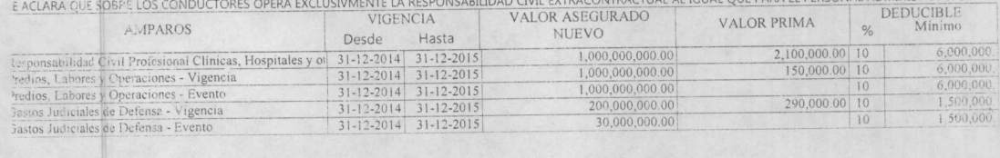 E ACLARA QUE SOBRE LOS CONDUCTORES OPERA EXCLUSIVMENTE LA RESPONSABILIDAD CIVIL EXTRACONTRACTUAL AL IGUAL QUE PARA EL PERSONAL
AMPAROS VIGENCIA VALOR ASEGURADO NUEVO VALOR PRIMA DEDUCIBLE
Desde Hasta % Minimo
Responsabilidad Civil Profesional Clínicas, Hospitales y ot 31-12-2014 31-12-2015 1,000,000,000.00 2,100,000.00 10 6,000,000.
Predios, Labores y Operaciones - Vigencia 31-12-2014 31-12-2015 1,000,000,000.00 150,000.00 10 6,000,000.
Predios, Labores y Operaciones - Evento 31-12-2014 31-12-2015 1,000,000,000.00 10 6,000,000.
Gastos Judiciales de Defensa - Vigencia 31-12-2014 31-12-2015 200,000,000.00 290,000.00 10 1,500,000
Gastos Judiciales de Defensa - Evento 31-12-2014 31-12-2015 30,000,000.00 10 1,500,000.